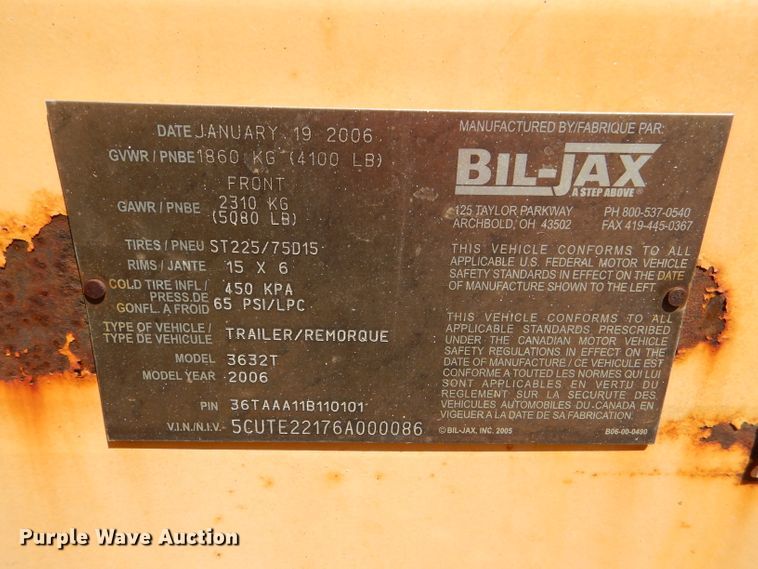 DATE JANUARY 19 2006
GVWR / PNBE 1860 KG (4100 LB)
FRONT
GAWR / PNBE 2310 KG
(5080 LB)
TIRES / PNEU ST225/75D15
RIMS / JANTE 15 X 6
COLD TIRE INFL / 450 KPA
PRESS.DE
GONFL. A FROID 65 PSI/LPC
TYPE OF VEHICLE /
TYPE DE VEHICULE TRAILER/REMORQUE
MODEL 3632T
MODEL YEAR 2006
PIN 36TAAA11B110101
V.I.N./N.I.V. 5CUTE22176A000086
MANUFACTURED BY/FABRIQUE PAR:
BIL-JAX
A STEP ABOVE®
125 TAYLOR PARKWAY PH 800-537-0540
ARCHBOLD, OH 43502 FAX 419-445-0367
THIS VEHICLE CONFORMS TO ALL
APPLICABLE U.S. FEDERAL MOTOR VEHICLE
SAFETY STANDARDS IN EFFECT ON THE DATE
OF MANUFACTURE SHOWN TO THE LEFT.
THIS VEHICLE CONFORMS TO ALL
APPLICABLE STANDARDS PRESCRIBED
UNDER THE CANADIAN MOTOR VEHICLE
SAFETY REGULATIONS IN EFFECT ON THE
DATE OF MANUFACTURE / CE VEHICULE EST
CONFORME A TOUTED LES NORMES QUI LUI
SONT APPLICABLES EN VERTU DU
REGLEMENT SUR LA SECURUTE DES
VEHICULES AUTOMOBILES DU CANADA EN
VIGEUER A LA DATE DE SA FABRICATION.
© BIL-JAX, INC. 2005 B06-00-0490
Purple Wave Auction